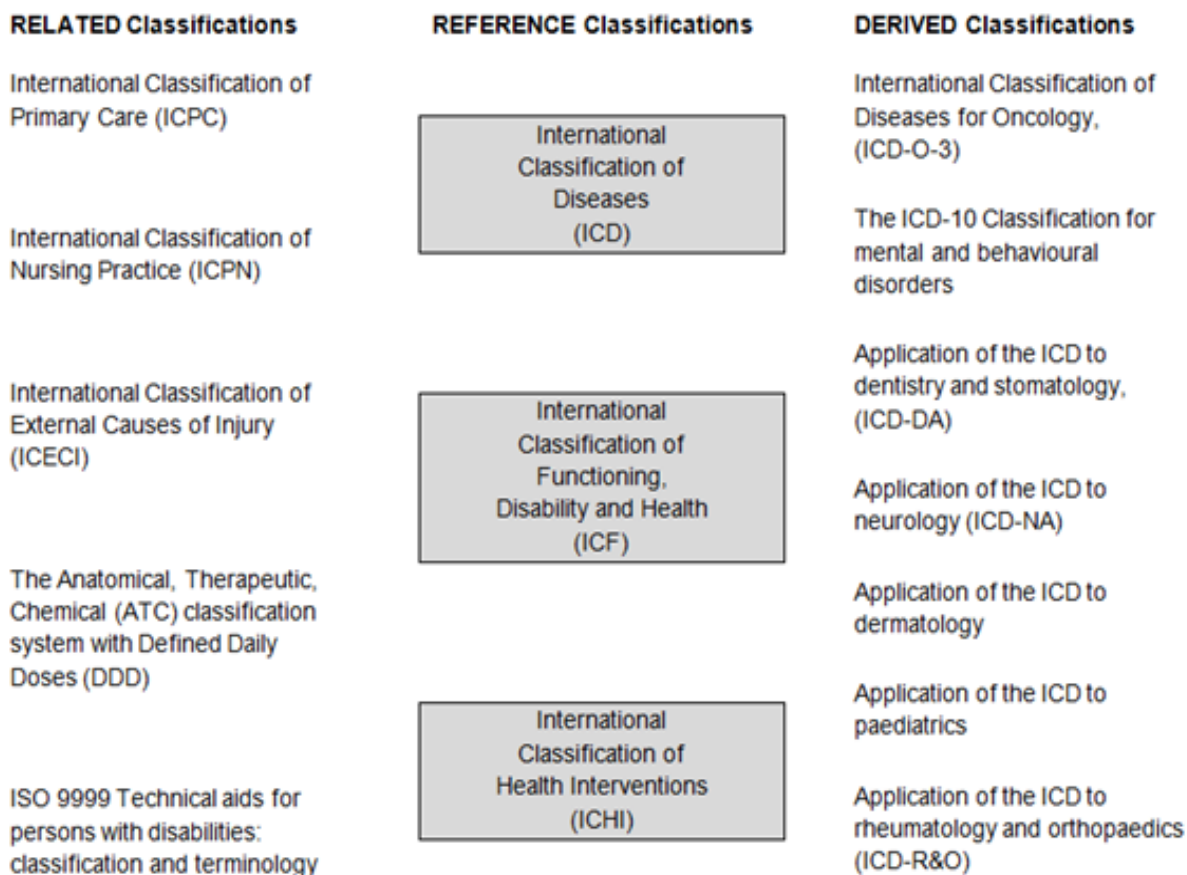 RELATED Classifications
International Classification of
Primary Care (ICPC)
International Classification of
Nursing Practice (ICPN)
International Classification of
External Causes of Injury
(ICECI)
The Anatomical, Therapeutic,
Chemical (ATC) classification
system with Defined Daily
Doses (DDD)
ISO 9999 Technical aids for
persons with disabilities:
classification and terminology
REFERENCE Classifications
International
Classification of
Diseases
(ICD)
International
Classification of
Functioning,
Disability and Health
(ICF)
International
Classification of
Health Interventions
(ICHI)
DERIVED Classifications
International Classification of
Diseases for Oncology,
(ICD-O-3)
The ICD-10 Classification for
mental and behavioural
disorders
Application of the ICD to
dentistry and stomatology,
(ICD-DA)
Application of the ICD to
neurology (ICD-NA)
Application of the ICD to
dermatology
Application of the ICD to
paediatrics
Application of the ICD to
rheumatology and orthopaedics
(ICD-R&O)